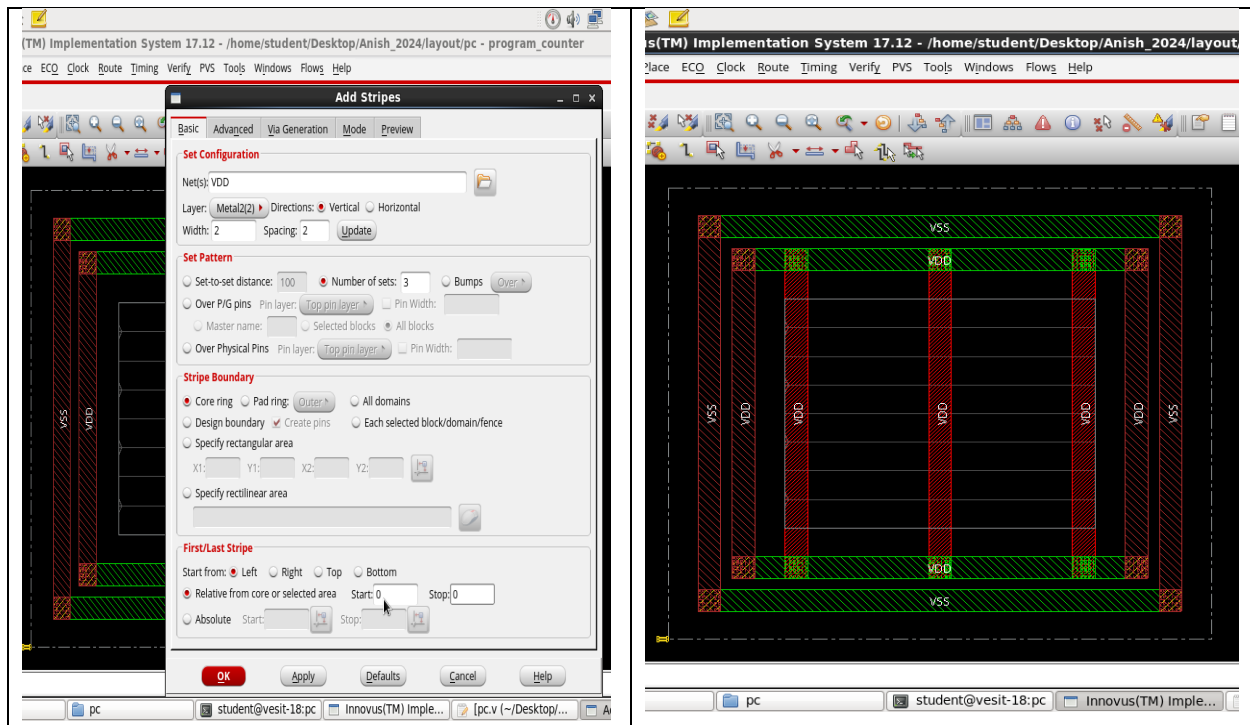 (TM) Implementation System 17.12 - /home/student/Desktop/Anish_2024/layout/pc - program_counter
ce ECO Clock Route Timing Verify PVS Tools Windows Flows Help
Add Stripes
Basic Advanced Via Generation Mode Preview
Set Configuration
Net(s): VDD
Layer: Metal2(2) Directions: Vertical Horizontal
Width: 2 Spacing: 2 Update
Set Pattern
Set-to-set distance: 100 Number of sets: 3 Bumps Over
Over P/G pins Pin layer: Top pin layer Pin Width:
Master name: Selected blocks All blocks
Over Physical Pins Pin layer: Top pin layer Pin Width:
Stripe Boundary
Core ring Pad ring: Outer All domains
Design boundary Create pins Each selected block/domain/fence
Specify rectangular area
X1: Y1: X2: Y2:
Specify rectilinear area
First/Last Stripe
Start from: Left Right Top Bottom
Relative from core or selected area Start: 0 Stop: 0
Absolute Start: Stop:
OK Apply Defaults Cancel Help
VSS VDD
pc student@vesit-18:pc Innovus(TM) Imple... [pc.v (~/Desktop/... A
us(TM) Implementation System 17.12 - /home/student/Desktop/Anish_2024/layout/
Place ECO Clock Route Timing Verify PVS Tools Windows Flows Help
VSS
VDD
VSS VDD VDD VDD VDD VDD VSS
VDD
VSS
pc student@vesit-18:pc Innovus(TM) Imple...